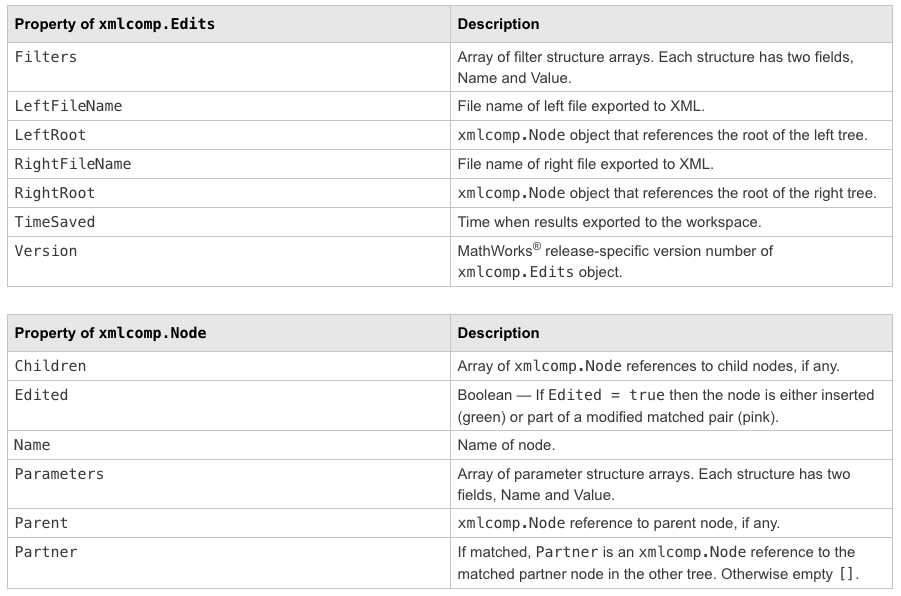 Property of xmlcomp.Edits Description
Filters Array of filter structure arrays. Each structure has two fields,
Name and Value.
LeftFileName File name of left file exported to XML.
LeftRoot xmlcomp.Node object that references the root of the left tree.
RightFileName File name of right file exported to XML.
RightRoot xmlcomp.Node object that references the root of the right tree.
TimeSaved Time when results exported to the workspace.
Version MathWorks® release-specific version number of
xmlcomp.Edits object.
Property of xmlcomp.Node Description
Children Array of xmlcomp.Node references to child nodes, if any.
Edited Boolean — If Edited = true then the node is either inserted
(green) or part of a modified matched pair (pink).
Name Name of node.
Parameters Array of parameter structure arrays. Each structure has two
fields, Name and Value.
Parent xmlcomp.Node reference to parent node, if any.
Partner If matched, Partner is an xmlcomp.Node reference to the
matched partner node in the other tree. Otherwise empty [].